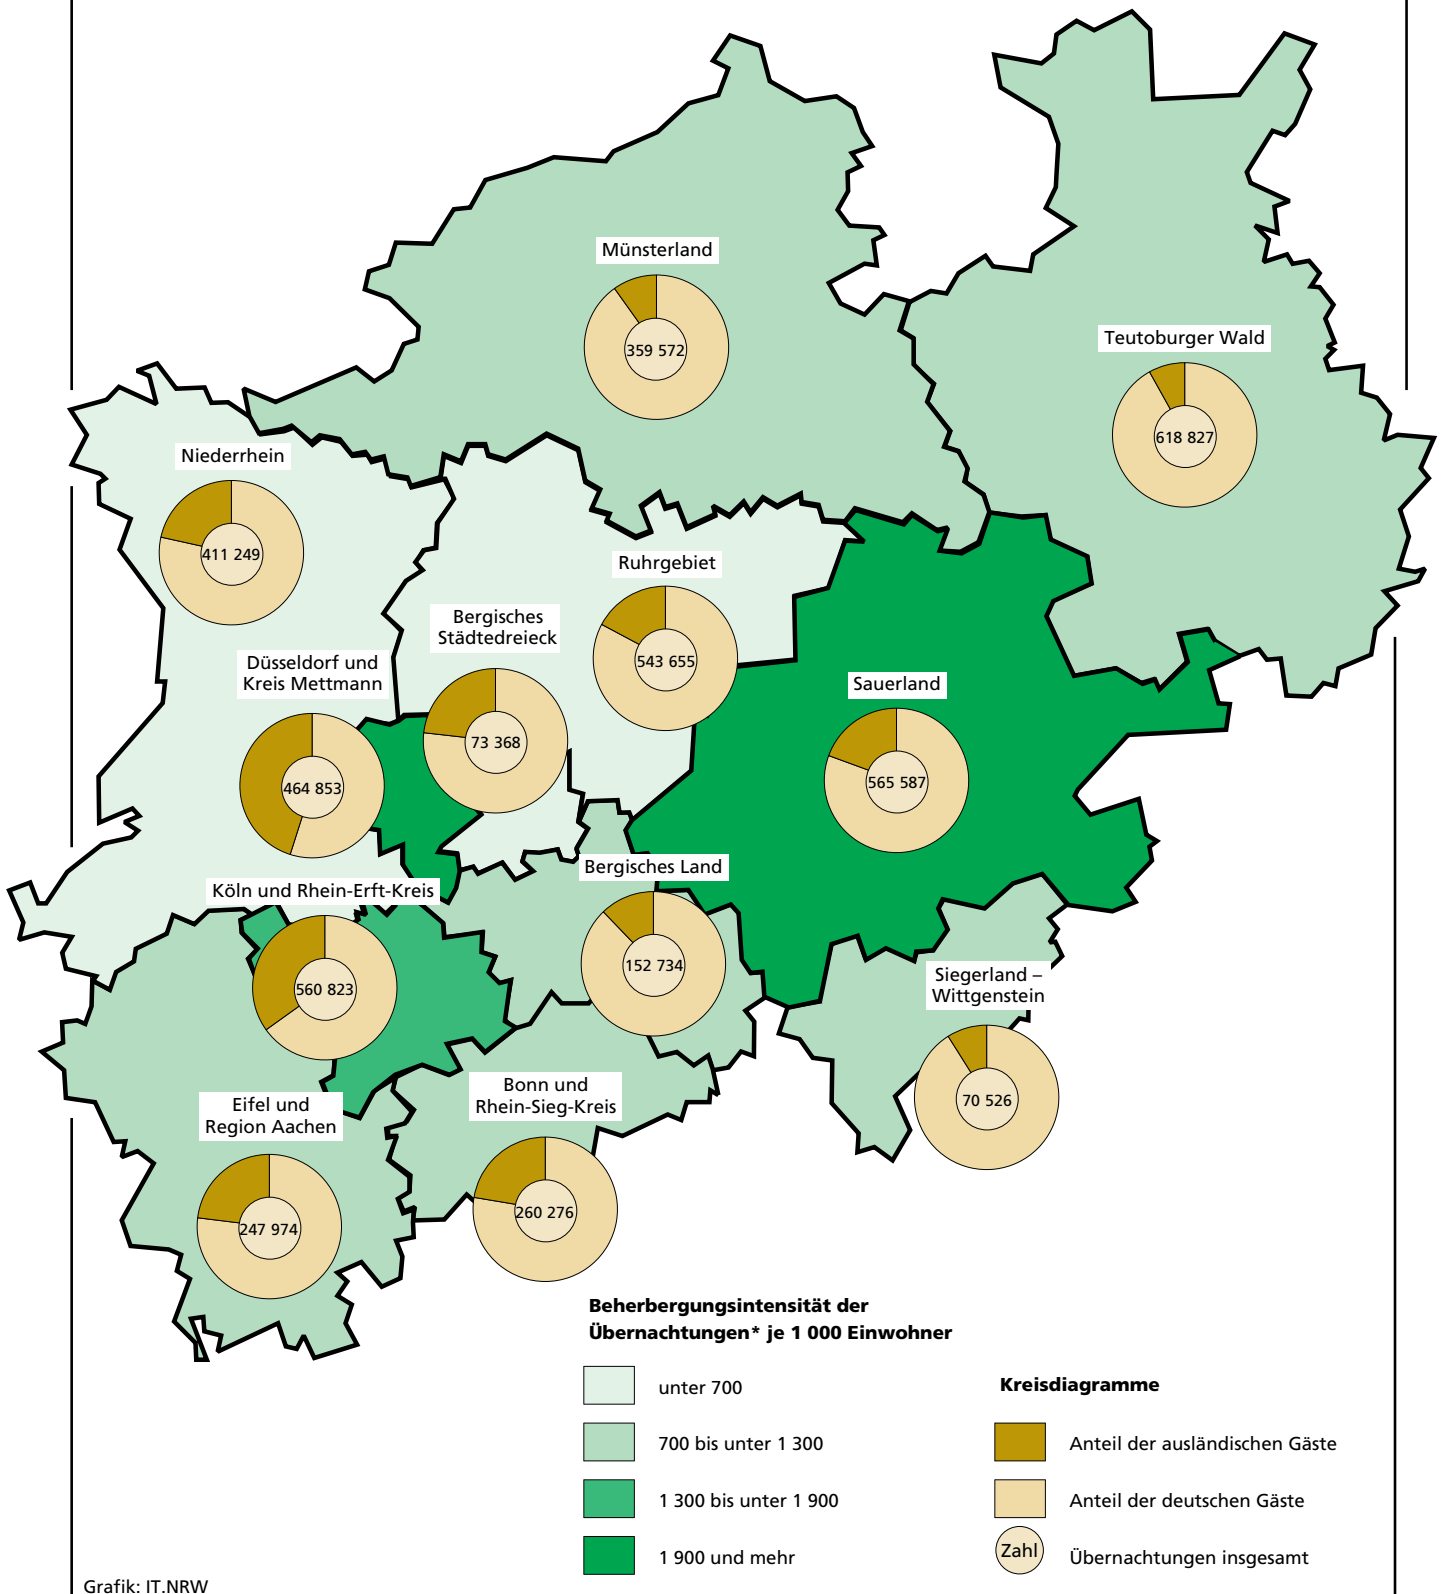 Münsterland
359 572
Teutoburger Wald
618 827
Niederrhein
411 249
Ruhrgebiet
543 655
Bergisches
Städtedreieck
73 368
Düsseldorf und
Kreis Mettmann
464 853
Sauerland
565 587
Bergisches Land
152 734
Köln und Rhein-Erft-Kreis
560 823
Siegerland –
Wittgenstein
70 526
Bonn und
Rhein-Sieg-Kreis
260 276
Eifel und
Region Aachen
247 974
Beherbergungsintensität der
Übernachtungen* je 1 000 Einwohner
unter 700
700 bis unter 1 300
1 300 bis unter 1 900
1 900 und mehr
Kreisdiagramme
Anteil der ausländischen Gäste
Anteil der deutschen Gäste
Zahl
Übernachtungen insgesamt
Grafik: IT.NRW